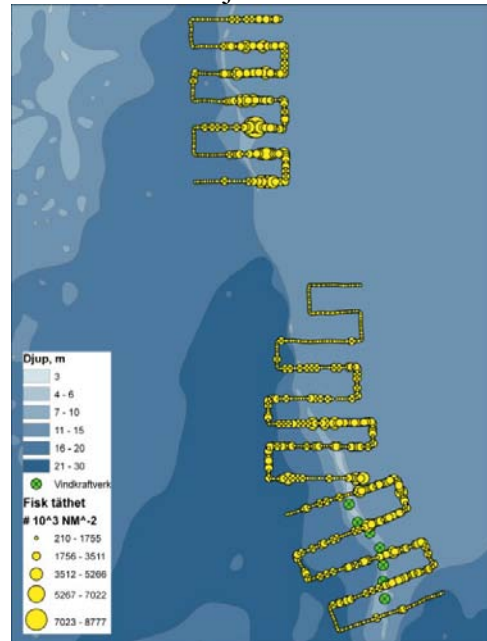 Djup, m
3
4 - 6
7 - 10
11 - 15
16 - 20
21 - 30
Vindkraftverk
Fisk täthet
# 10^3 NM^-2
210 - 1755
1756 - 3511
3512 - 5266
5267 - 7022
7023 - 8777